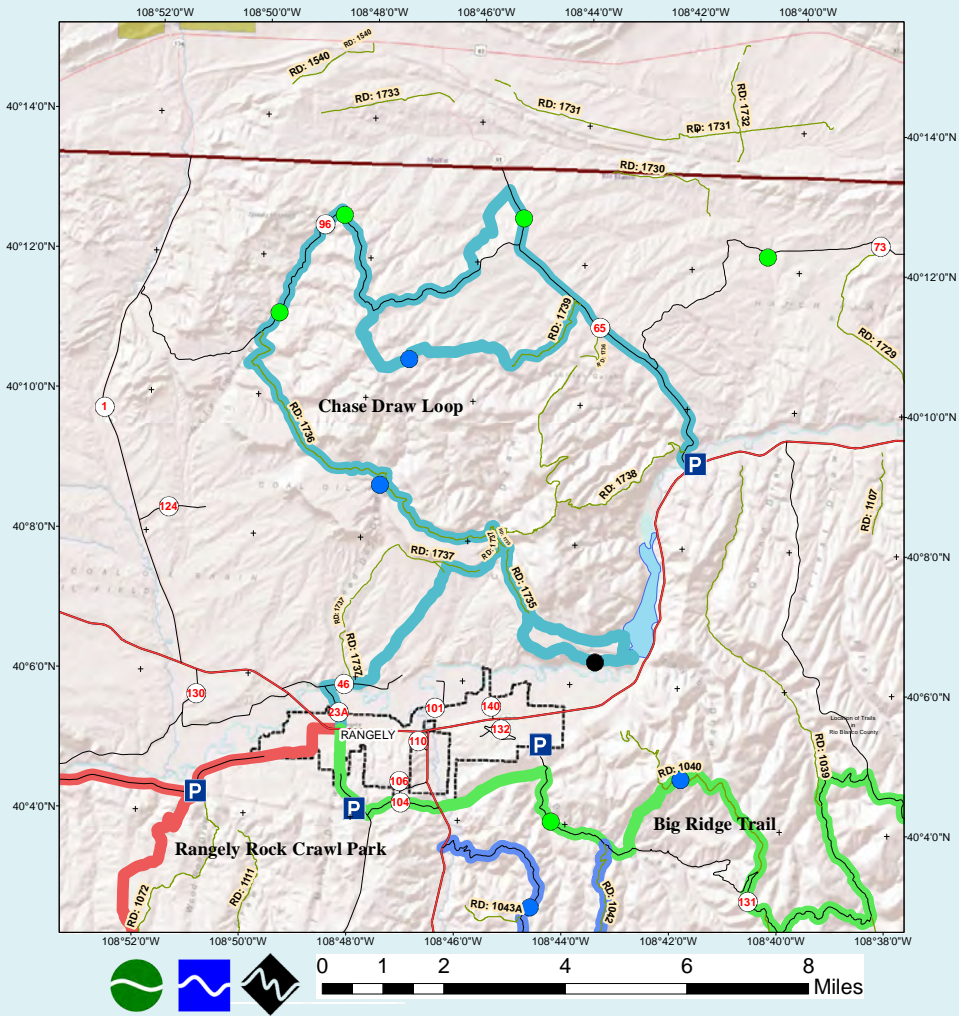 108°52'0"W 108°50'0"W 108°48'0"W 108°46'0"W 108°44'0"W 108°42'0"W 108°40'0"W
RD: 1540
RD: 1540
RD: 1732
RD: 1733
RD: 1731
40°14'0"N
RD: 1731
40°14'0"N
RD: 1730
96
40°12'0"N
73
40°12'0"N
RD: 1739
65
RD: 1729
40°10'0"N
1
Chase Draw Loop
40°10'0"N
RD: 1736
P
RD: 1738
RD: 1107
124
40°8'0"N
RD: 1737
RD: 1737
40°8'0"N
RD: 1735
RD: 1737
RD: 1737
40°6'0"N
46
130
40°6'0"N
101
140
23A
Location of Trails
in
Rio Blanco County
132
RANGELY
110
P
RD: 1039
RD: 1040
106
P
104
40°4'0"N
P
Big Ridge Trail
40°4'0"N
Rangely Rock Crawl Park
RD: 1111
RD: 1072
RD: 1043A
131
108°52'0"W 108°50'0"W 108°48'0"W 108°46'0"W 108°44'0"W 108°42'0"W 108°40'0"W 108°38'0"W
0 1 2 4 6 8
Miles